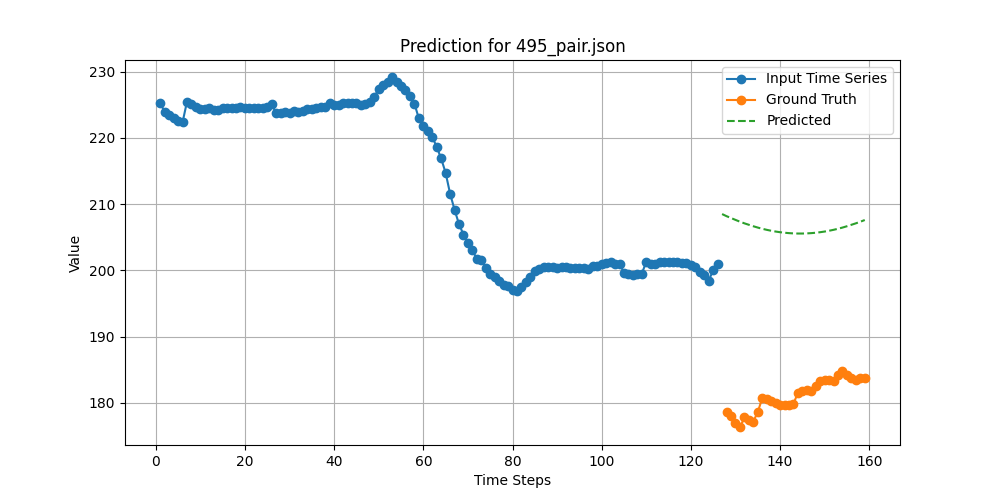 Prediction for 495_pair.json
Input Time Series
Ground Truth
Predicted
230
220
210
200
190
180
Value
0 20 40 60 80 100 120 140 160
Time Steps